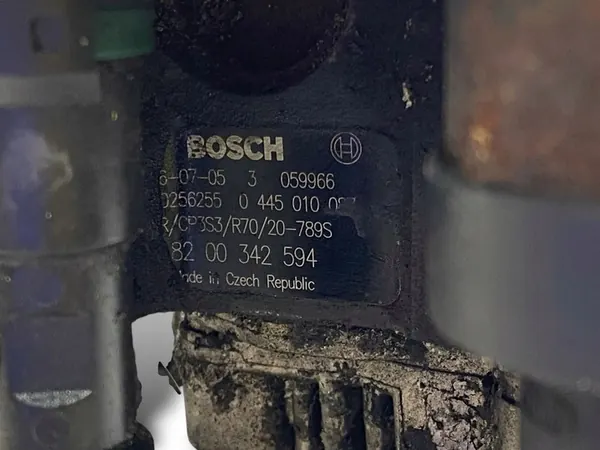 BOSCH
6-07-05 3 059966
0256255 0 445 010
R/CP3S3/R70/20-789S
82 00 342 594
Made in Czech Republic